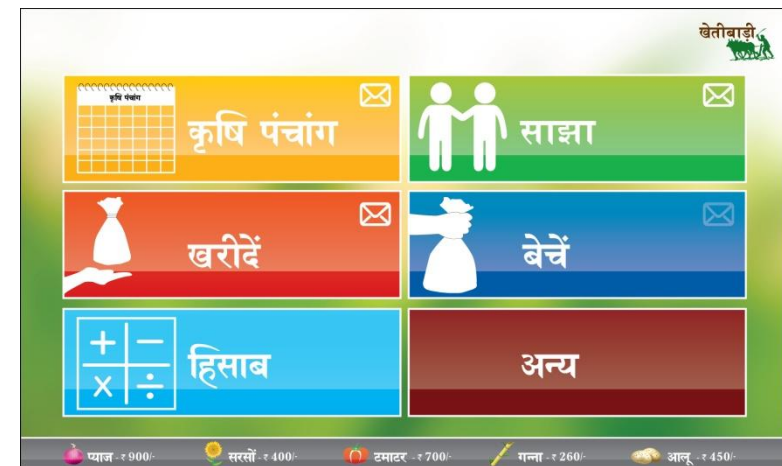 खेतीबाड़ी
कृषि पंचांग
कृषि पंचांग
साझा
खरीदें
बेचें
हिसाब
अन्य
प्याज - ₹ 900/- सरसों - ₹ 400/- टमाटर - ₹ 700/- गन्ना - ₹ 260/- आलू - ₹ 450/-